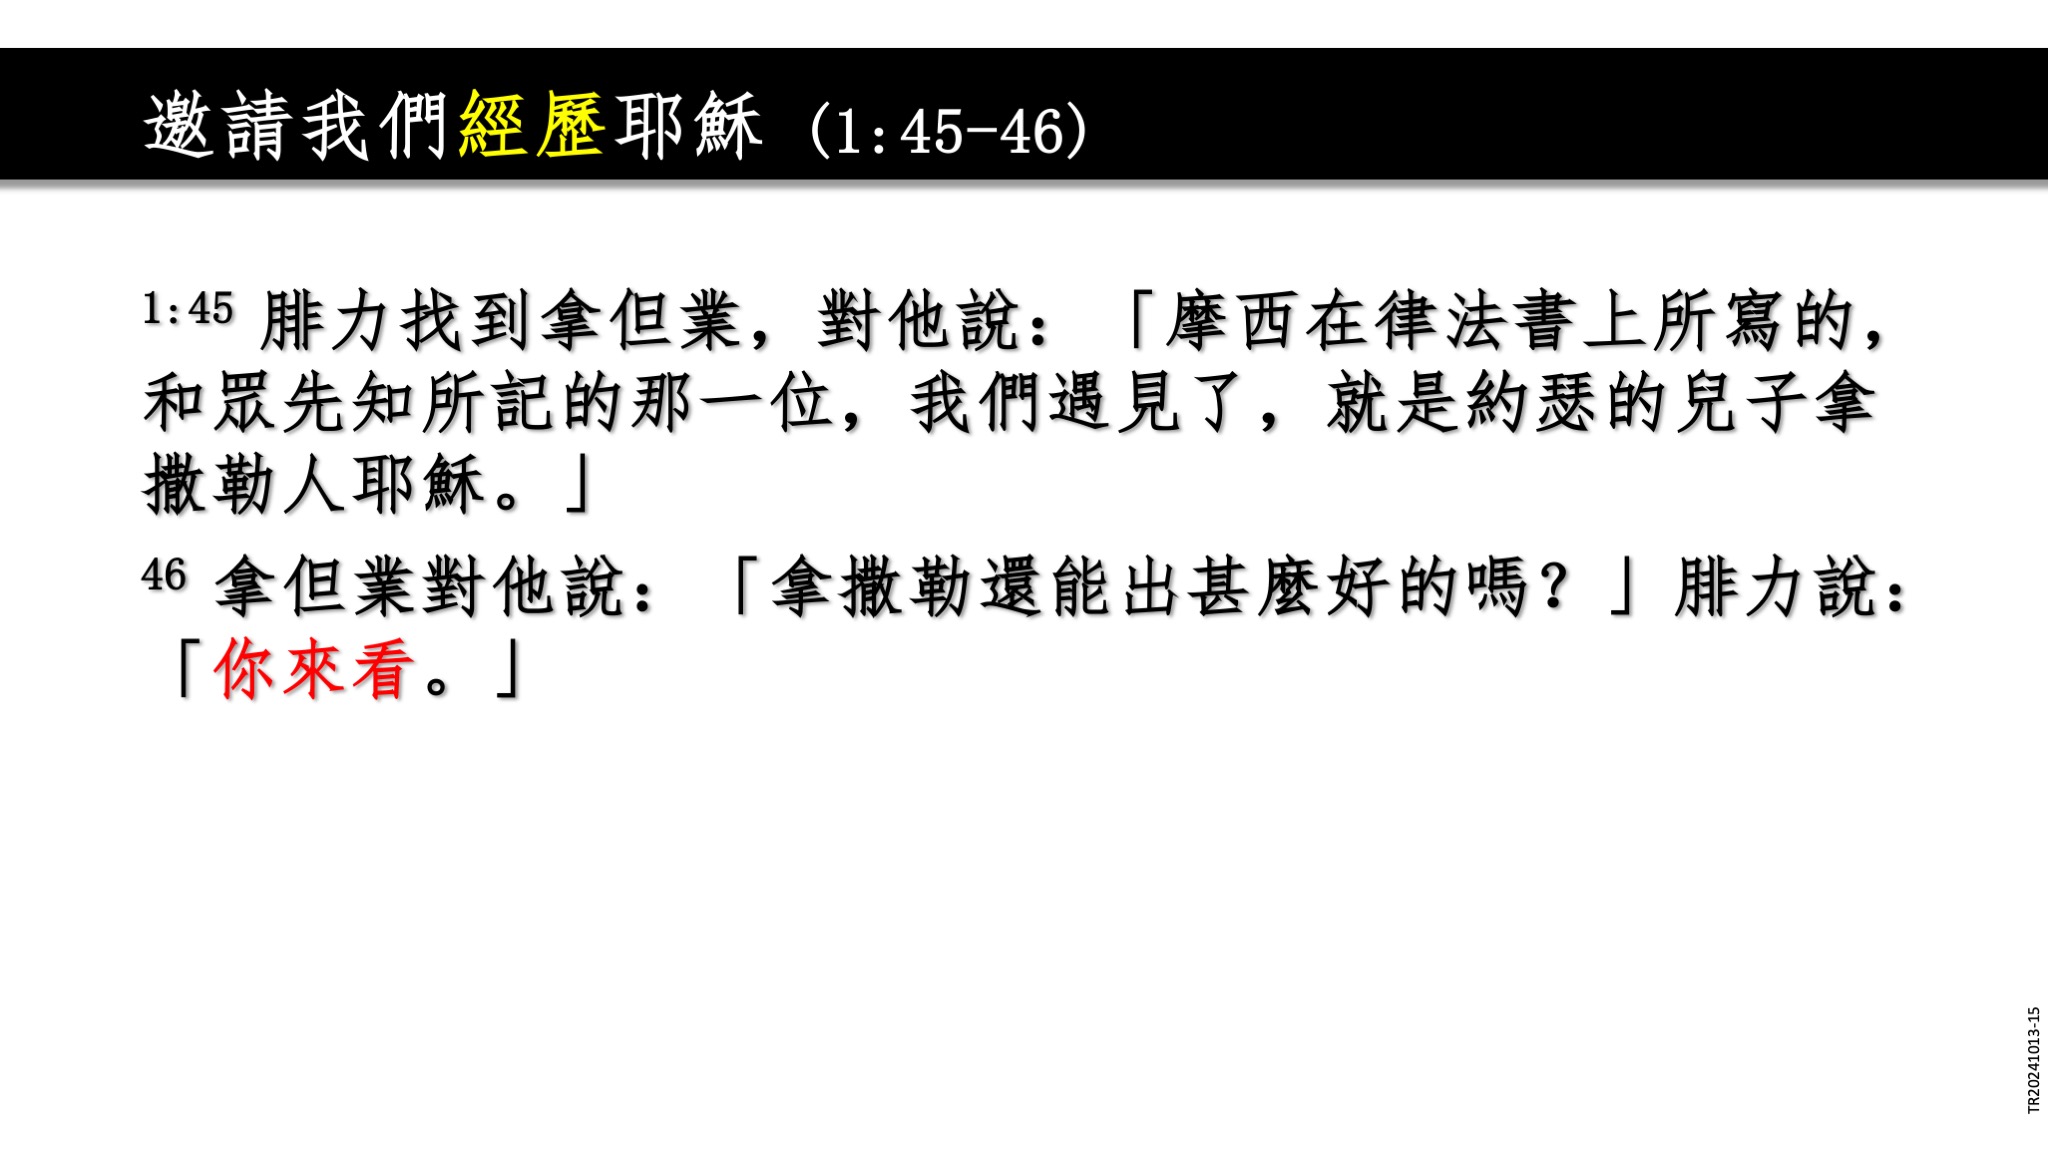 邀請我們經歷耶穌 (1:45-46)
1:45 腓力找到拿但業，對他說：「摩西在律法書上所寫的，
和眾先知所記的那一位，我們遇見了，就是約瑟的兒子拿
撒勒人耶穌。」
46 拿但業對他說：「拿撒勒還能出甚麼好的嗎？」腓力說：
「你來看。」
TR20241013-15